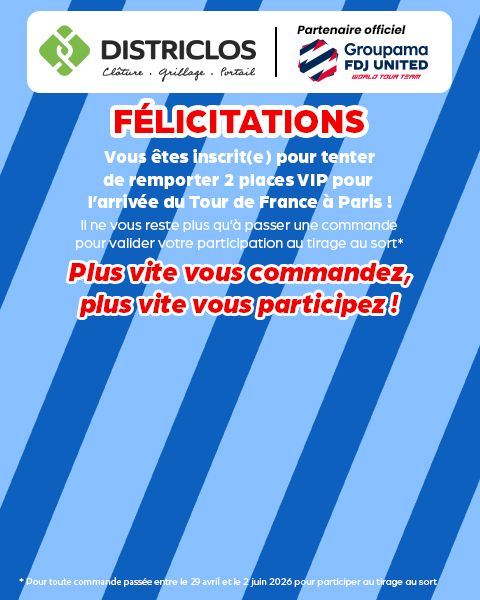 DISTRICLOS
Clôture . Grillage . Portail
Partenaire officiel
Groupama
FDJ UNITED
WORLD TOUR TEAM
FÉLICITATIONS
Vous êtes inscrit(e) pour tenter
de remporter 2 places VIP pour
l’arrivée du Tour de France à Paris !
Il ne vous reste plus qu’à passer une commande
pour valider votre participation au tirage au sort*
Plus vite vous commandez,
plus vite vous participez !
* Pour toute commande passée entre le 29 avril et le 2 juin 2026 pour participer au tirage au sort